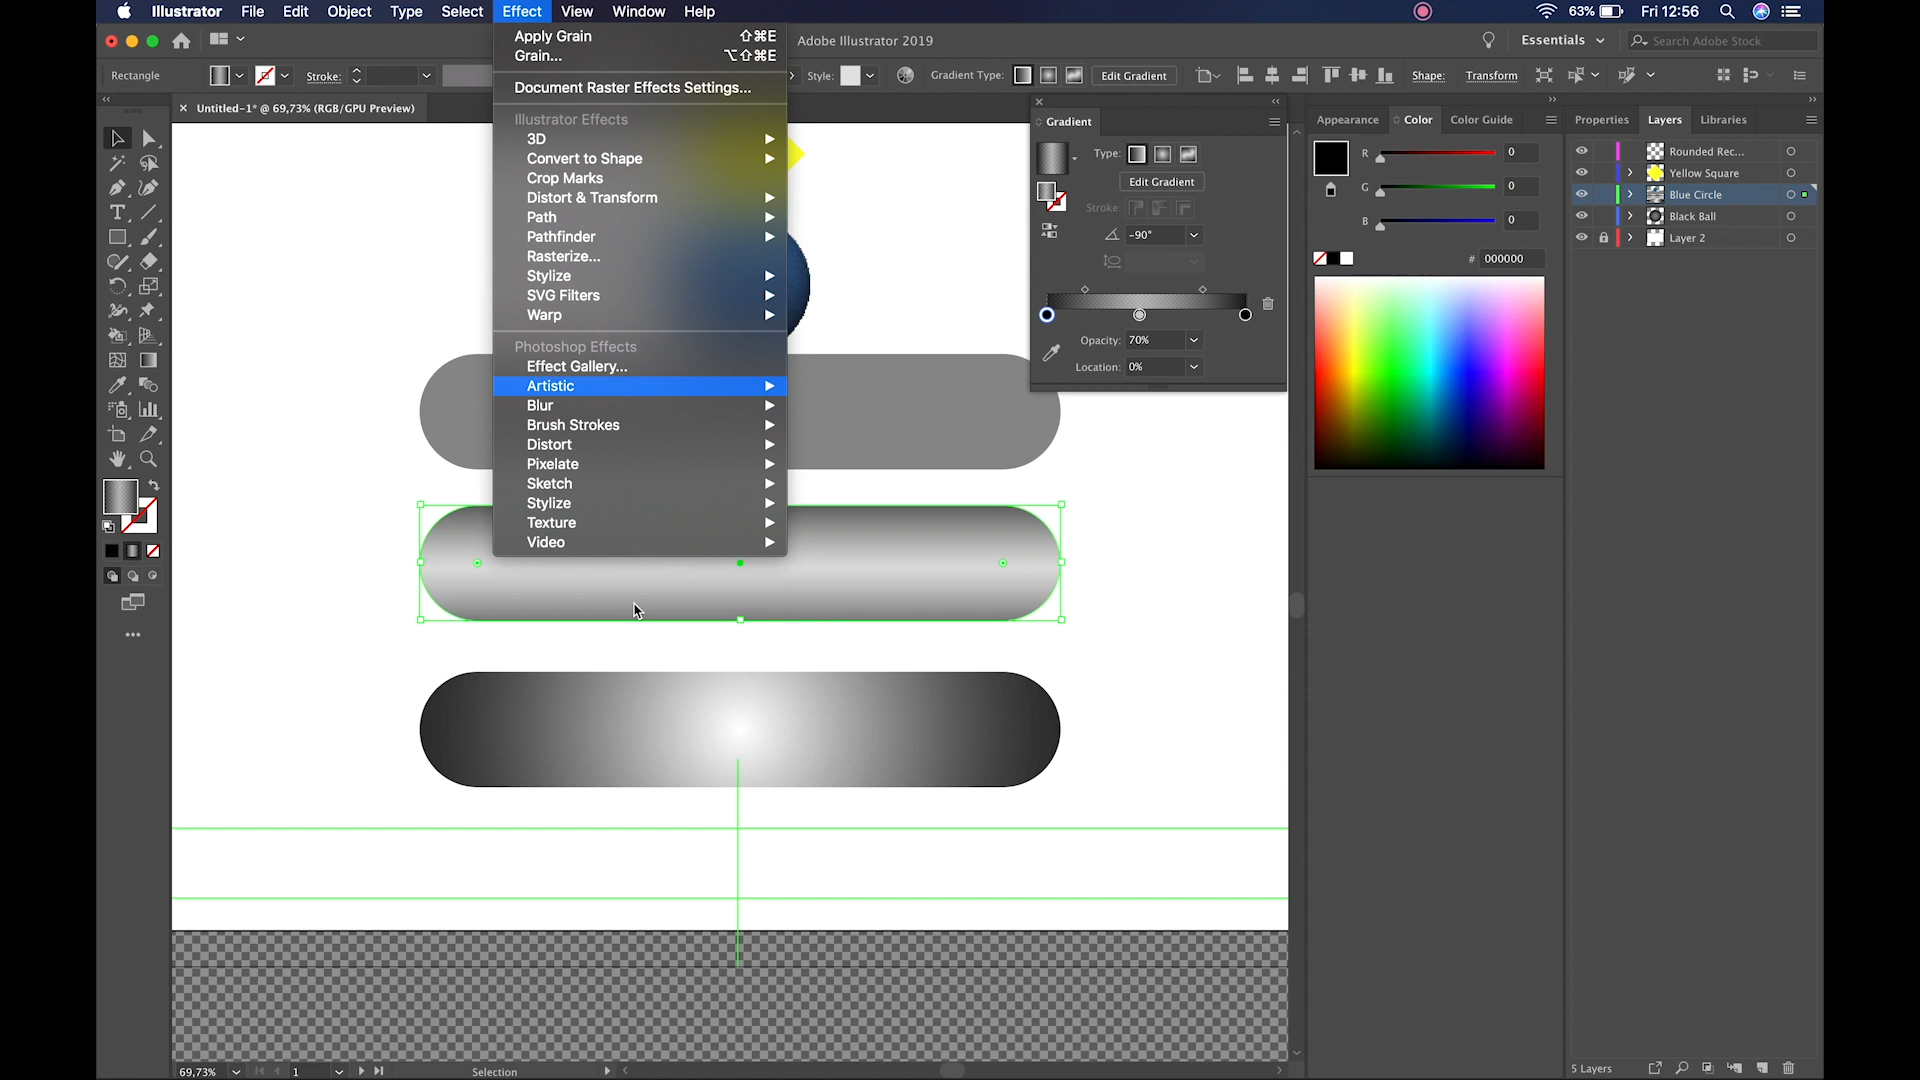 Illustrator File Edit Object Type Select Effect View Window Help 63% Fri 12:56
Adobe Illustrator 2019 Essentials Search Adobe Stock
Rectangle Stroke: Style: Gradient Type: Edit Gradient Shape: Transform
× Untitled-1* @ 69,73% (RGB/GPU Preview)
Apply Grain ⇧⌘E
Grain... ⌥⇧⌘E
Document Raster Effects Settings...
Illustrator Effects
3D
Convert to Shape
Crop Marks
Distort & Transform
Path
Pathfinder
Rasterize...
Stylize
SVG Filters
Warp
Photoshop Effects
Effect Gallery...
Artistic
Blur
Brush Strokes
Distort
Pixelate
Sketch
Stylize
Texture
Video
Gradient
Type:
Edit Gradient
Stroke:
-90°
Opacity: 70%
Location: 0%
Appearance Color Color Guide
R 0
G 0
B 0
# 000000
Properties Layers Libraries
Rounded Rec...
Yellow Square
Blue Circle
Black Ball
Layer 2
69,73% 1 Selection
5 Layers